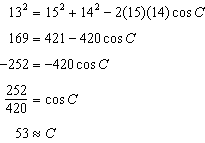 13² = 15² + 14² − 2(15)(14) cos C
169 = 421 − 420 cos C
−252 = −420 cos C
252/420 = cos C
53 ≈ C